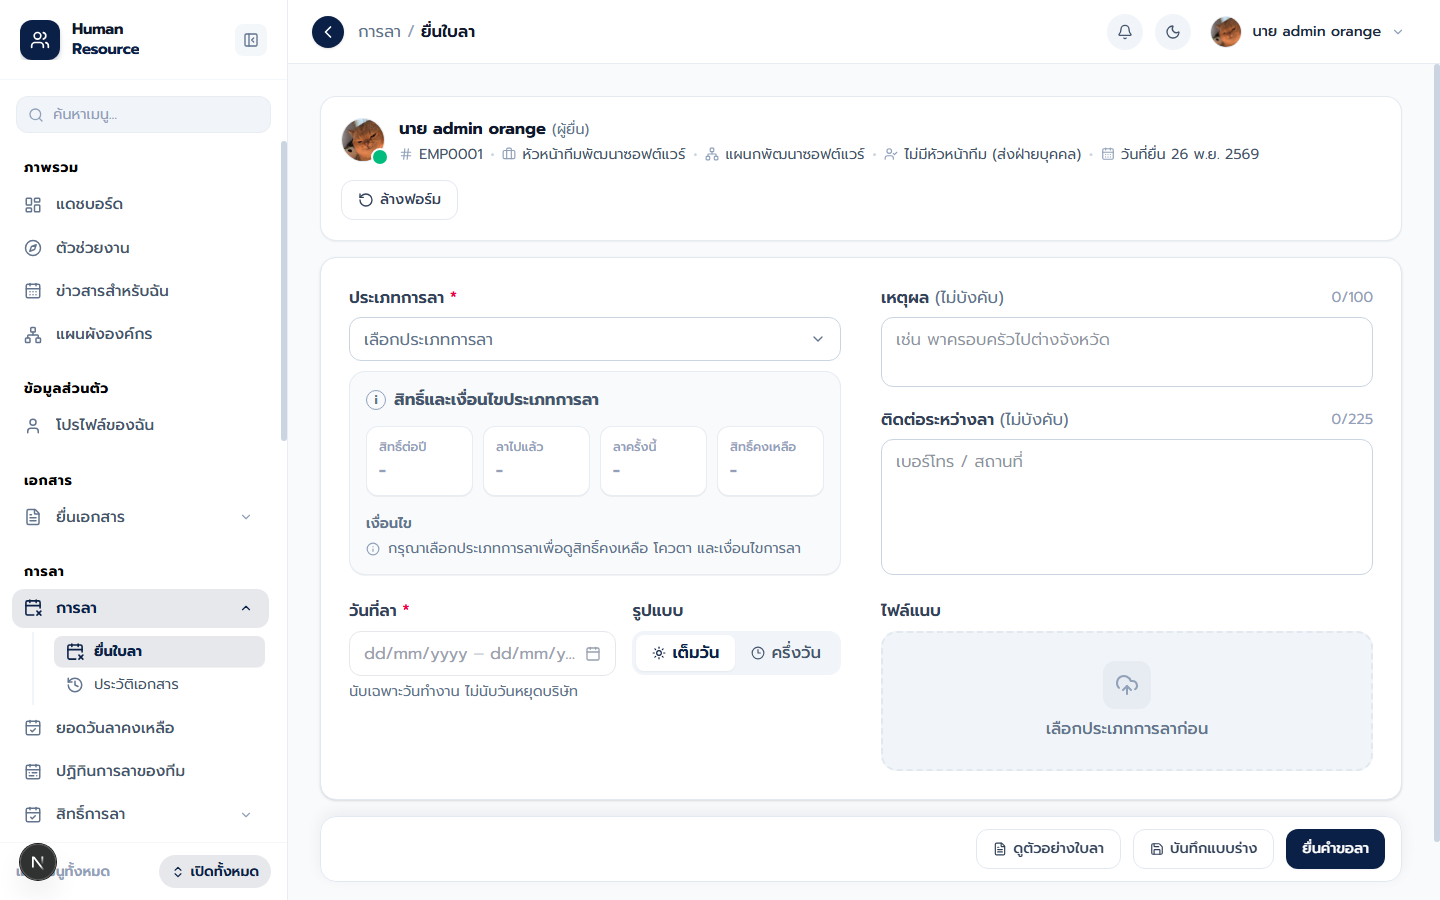 Human
Resource
ค้นหาเมนู...
ภาพรวม
แดชบอร์ด
ตัวช่วยงาน
ข่าวสารสำหรับฉัน
แผนผังองค์กร
ข้อมูลส่วนตัว
โปรไฟล์ของฉัน
เอกสาร
ยื่นเอกสาร
การลา
การลา
ยื่นใบลา
ประวัติเอกสาร
ยอดวันลาคงเหลือ
ปฏิทินการลาของทีม
สิทธิ์การลา
N
เปิดทั้งหมด
การลา / ยื่นใบลา
นาย admin orange
นาย admin orange (ผู้ยื่น)
# EMP0001 • หัวหน้าทีมพัฒนาซอฟต์แวร์ • แผนกพัฒนาซอฟต์แวร์ • ไม่มีหัวหน้าทีม (ส่งฝ่ายบุคคล) • วันที่ยื่น 26 พ.ย. 2569
ล้างฟอร์ม
ประเภทการลา *
เลือกประเภทการลา
สิทธิ์และเงื่อนไขประเภทการลา
สิทธิ์ต่อปี ลาไปแล้ว ลาครั้งนี้ สิทธิ์คงเหลือ
- - - -
เงื่อนไข
กรุณาเลือกประเภทการลาเพื่อดูสิทธิ์คงเหลือ โควตา และเงื่อนไขการลา
วันที่ลา * รูปแบบ
dd/mm/yyyy – dd/mm/y... เต็มวัน ครึ่งวัน
นับเฉพาะวันทำงาน ไม่นับวันหยุดบริษัท
เหตุผล (ไม่บังคับ) 0/100
เช่น พาครอบครัวไปต่างจังหวัด
ติดต่อระหว่างลา (ไม่บังคับ) 0/225
เบอร์โทร / สถานที่
ไฟล์แนบ
เลือกประเภทการลาก่อน
ดูตัวอย่างใบลา บันทึกแบบร่าง ยื่นคำขอลา